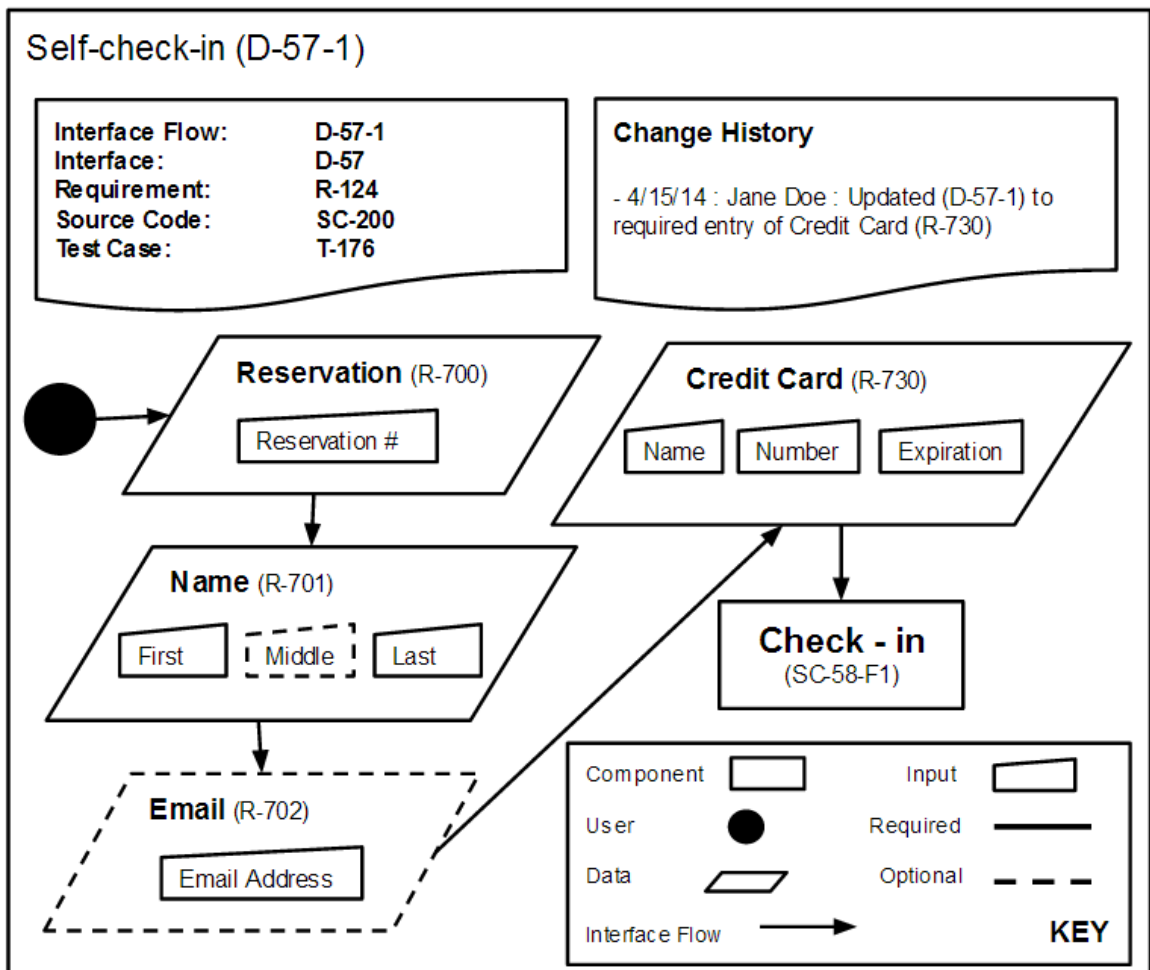 Self-check-in (D-57-1)
Interface Flow: D-57-1
Interface: D-57
Requirement: R-124
Source Code: SC-200
Test Case: T-176
Change History
- 4/15/14 : Jane Doe : Updated (D-57-1) to
required entry of Credit Card (R-730)
Reservation (R-700)
Reservation #
Name (R-701)
First Middle Last
Email (R-702)
Email Address
Credit Card (R-730)
Name Number Expiration
Check - in
(SC-58-F1)
Component Input
User Required
Data Optional
Interface Flow KEY